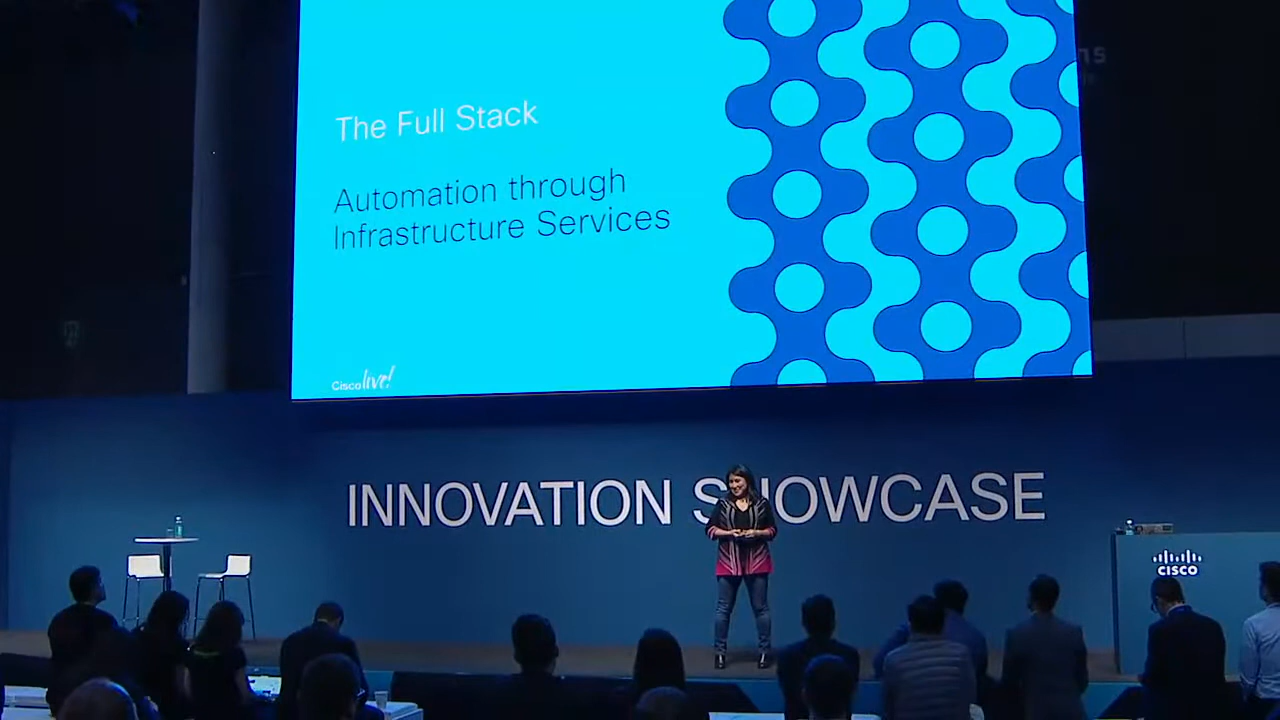 The Full Stack
Automation through
Infrastructure Services
Cisco live!
INNOVATION SHOWCASE
CISCO